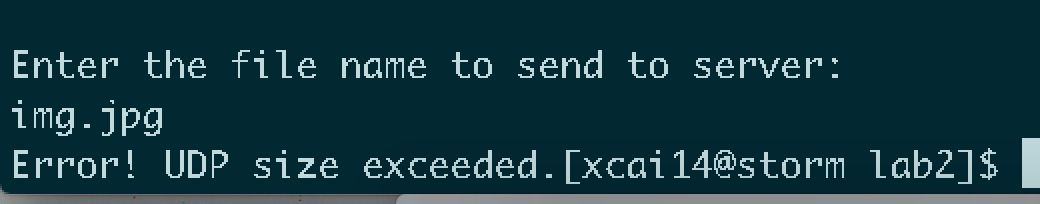 Enter the file name to send to server:
img.jpg
Error! UDP size exceeded.[xcai14@storm lab2]$